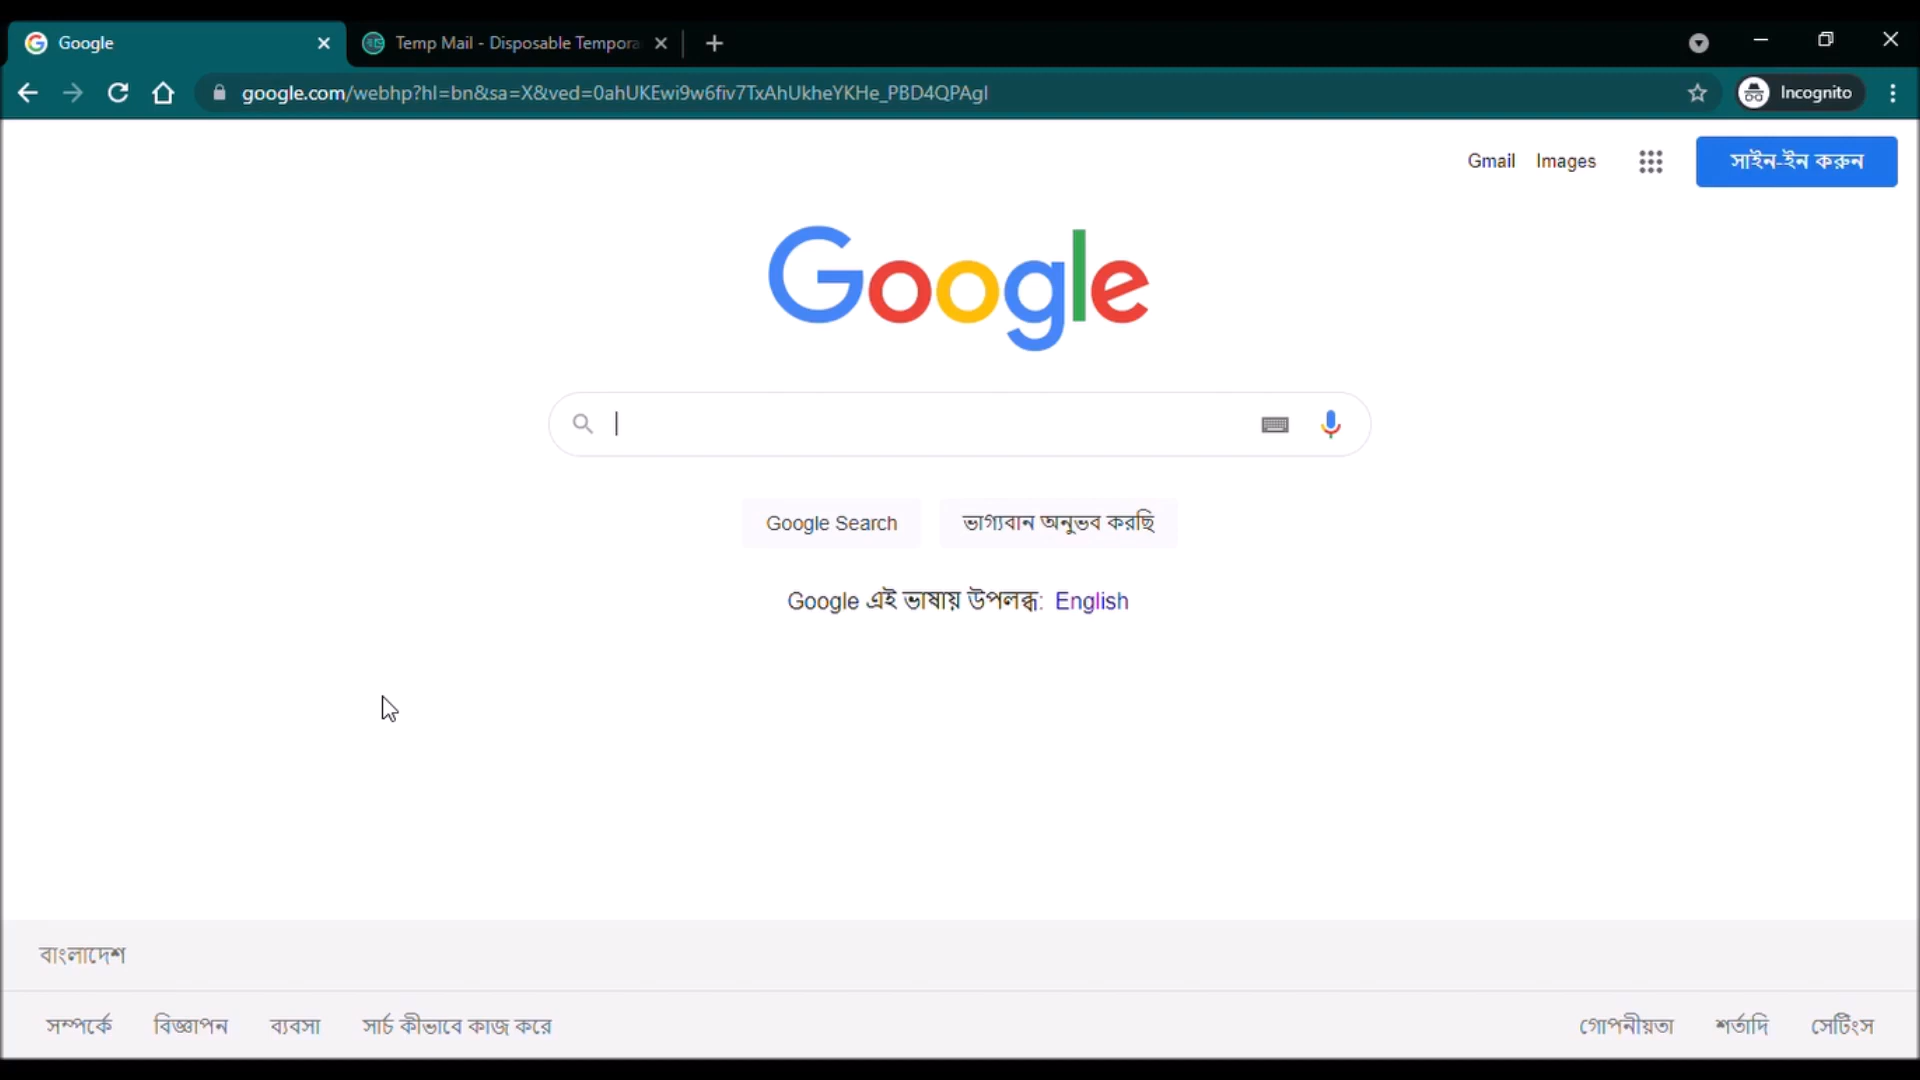 Google
Temp Mail - Disposable Tempora
google.com/webhp?hl=bn&sa=X&ved=0ahUKEwi9w6fiv7TxAhUkheYKHe_PBD4QPAgI
Incognito
Gmail Images সাইন-ইন করুন
Google
Google Search ভাগ্যবান অনুভব করছি
Google এই ভাষায় উপলব্ধ: English
বাংলাদেশ
সম্পর্কে বিজ্ঞাপন ব্যবসা সার্চ কীভাবে কাজ করে গোপনীয়তা শর্তাদি সেটিংস